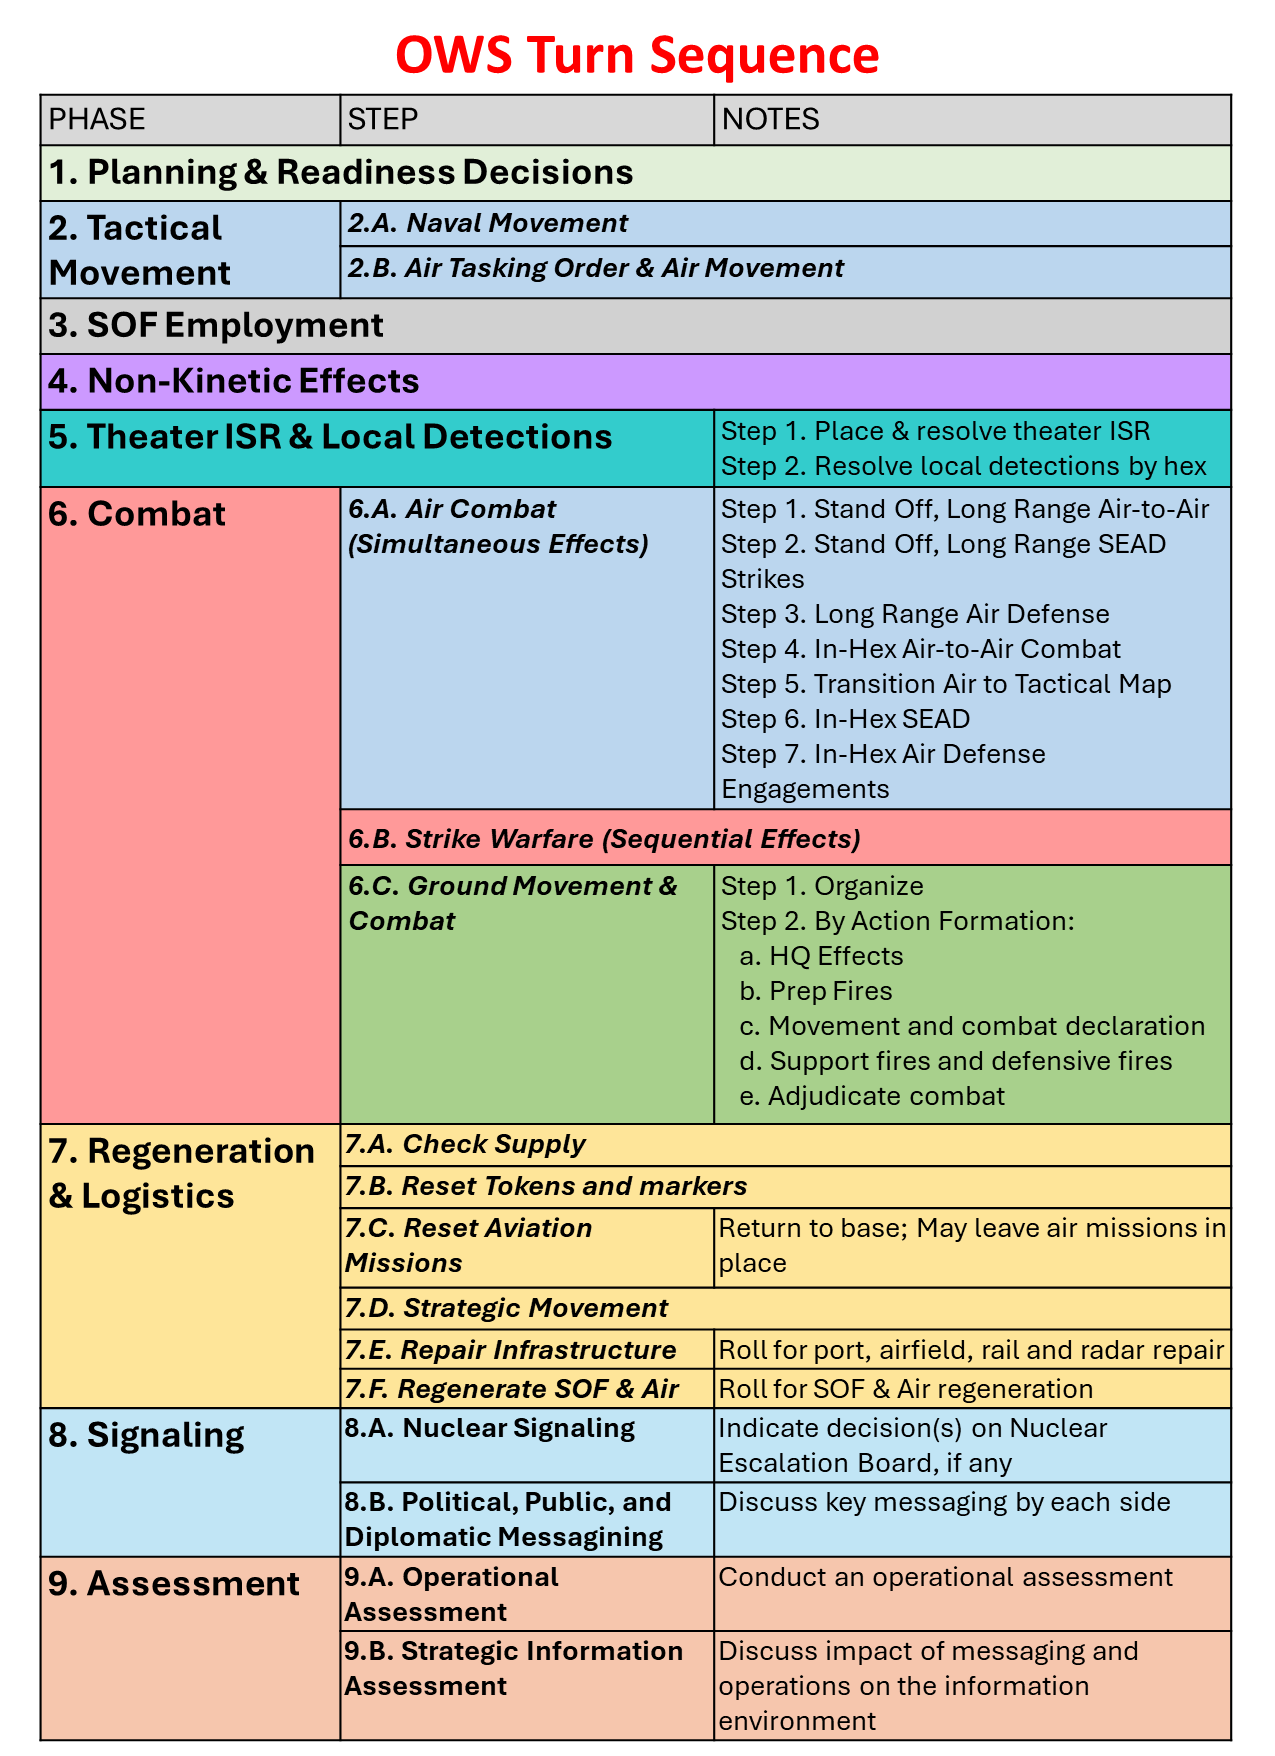 OWS Turn Sequence
PHASE STEP NOTES
1. Planning & Readiness Decisions
2. Tactical
Movement
2.A. Naval Movement
2.B. Air Tasking Order & Air Movement
3. SOF Employment
4. Non-Kinetic Effects
5. Theater ISR & Local Detections
Step 1. Place & resolve theater ISR
Step 2. Resolve local detections by hex
6. Combat
6.A. Air Combat
(Simultaneous Effects)
Step 1. Stand Off, Long Range Air-to-Air
Step 2. Stand Off, Long Range SEAD
Strikes
Step 3. Long Range Air Defense
Step 4. In-Hex Air-to-Air Combat
Step 5. Transition Air to Tactical Map
Step 6. In-Hex SEAD
Step 7. In-Hex Air Defense
Engagements
6.B. Strike Warfare (Sequential Effects)
6.C. Ground Movement &
Combat
Step 1. Organize
Step 2. By Action Formation:
a. HQ Effects
b. Prep Fires
c. Movement and combat declaration
d. Support fires and defensive fires
e. Adjudicate combat
7. Regeneration
& Logistics
7.A. Check Supply
7.B. Reset Tokens and markers
7.C. Reset Aviation
Missions
Return to base; May leave air missions in
place
7.D. Strategic Movement
7.E. Repair Infrastructure
Roll for port, airfield, rail and radar repair
7.F. Regenerate SOF & Air
Roll for SOF & Air regeneration
8. Signaling
8.A. Nuclear Signaling
Indicate decision(s) on Nuclear
Escalation Board, if any
8.B. Political, Public, and
Diplomatic Messagining
Discuss key messaging by each side
9. Assessment
9.A. Operational
Assessment
Conduct an operational assessment
9.B. Strategic Information
Assessment
Discuss impact of messaging and
operations on the information
environment